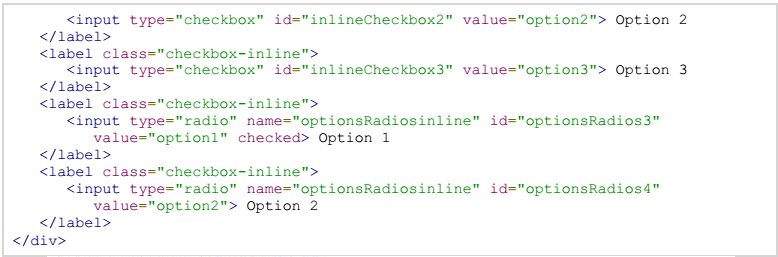 <input type="checkbox" id="inlineCheckbox2" value="option2"> Option 2
</label>
<label class="checkbox-inline">
<input type="checkbox" id="inlineCheckbox3" value="option3"> Option 3
</label>
<label class="checkbox-inline">
<input type="radio" name="optionsRadiosinline" id="optionsRadios3"
value="option1" checked> Option 1
</label>
<label class="checkbox-inline">
<input type="radio" name="optionsRadiosinline" id="optionsRadios4"
value="option2"> Option 2
</label>
</div>